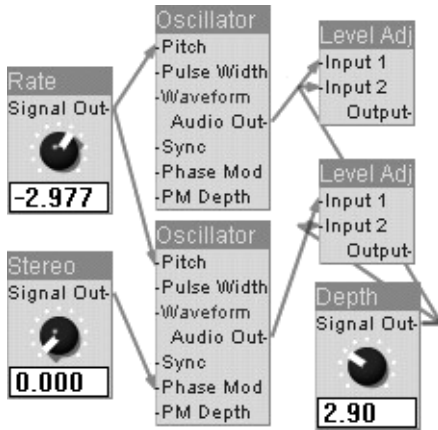 Rate
Signal Out-
-2.977
Stereo
Signal Out-
0.000
Oscillator
-Pitch
-Pulse Width
-Waveform
Audio Out-
-Sync
-Phase Mod
-PM Depth
Oscillator
-Pitch
-Pulse Width
-Waveform
Audio Out-
-Sync
-Phase Mod
-PM Depth
Level Adj
-Input 1
-Input 2
Output-
Level Adj
-Input 1
-Input 2
Output-
Depth
Signal Out-
2.90